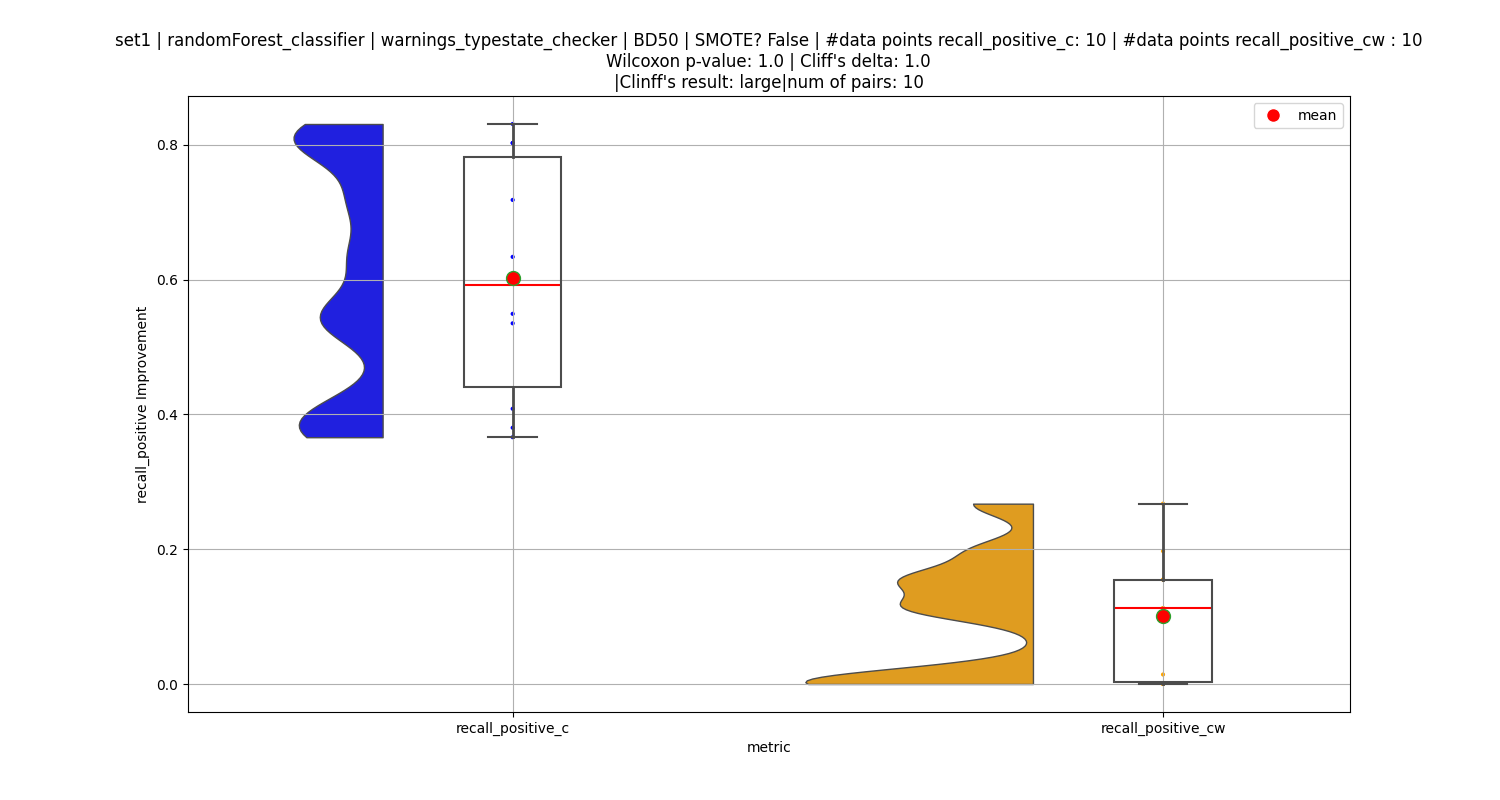 set1 | randomForest_classifier | warnings_typestate_checker | BD50 | SMOTE? False | #data points recall_positive_c: 10 | #data points recall_positive_cw : 10
Wilcoxon p-value: 1.0 | Cliff's delta: 1.0
|Clinff's result: large|num of pairs: 10
mean
0.8
0.6
0.4
0.2
0.0
recall_positive Improvement
recall_positive_c
recall_positive_cw
metric